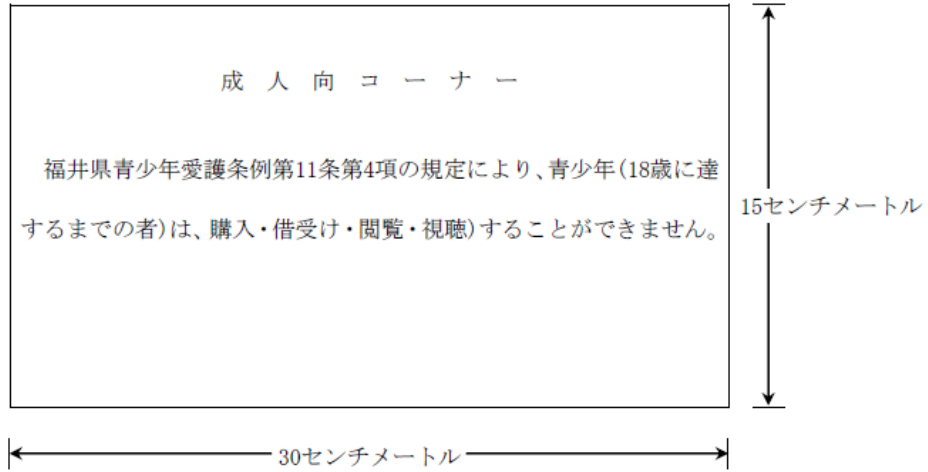 成人向コーナー
福井県青少年愛護条例第11条第4項の規定により、青少年(18歳に達
するまでの者)は、購入・借受け・閲覧・視聴)することができません。
15センチメートル
30センチメートル